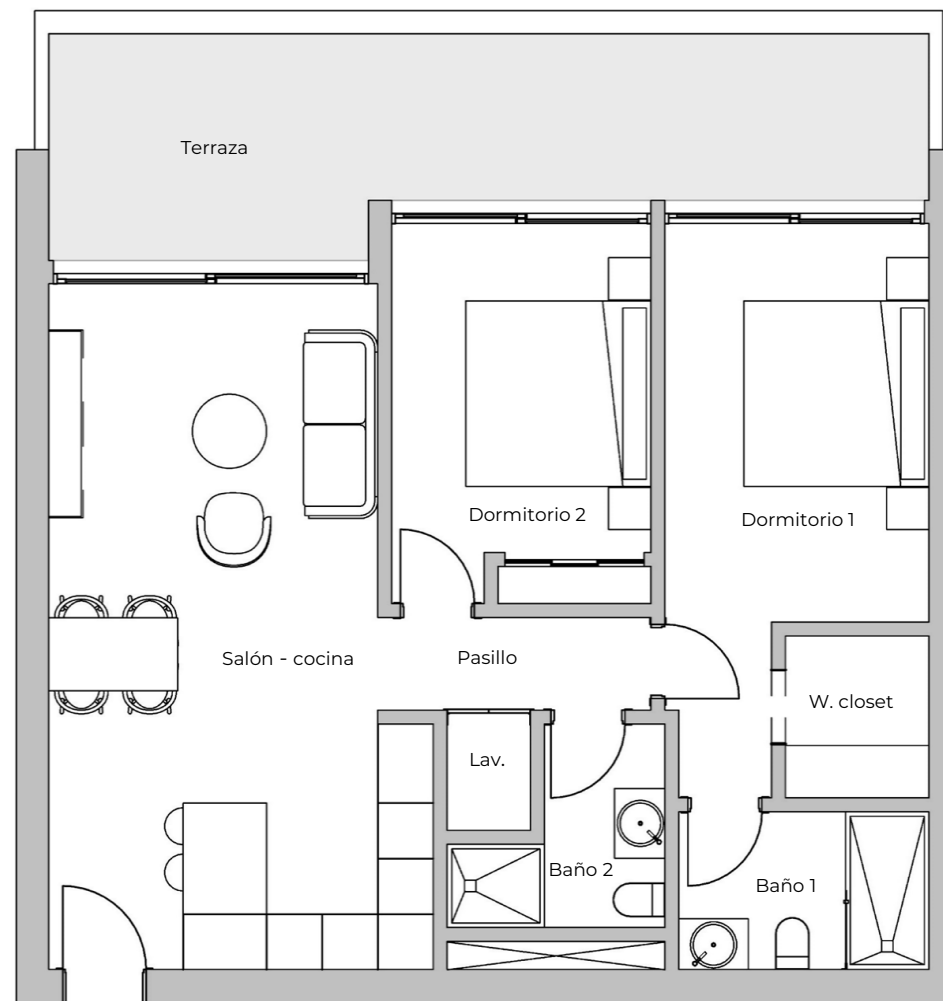 Terraza
Dormitorio 2
Dormitorio 1
Salón - cocina
Pasillo
W. closet
Lav.
Baño 2
Baño 1